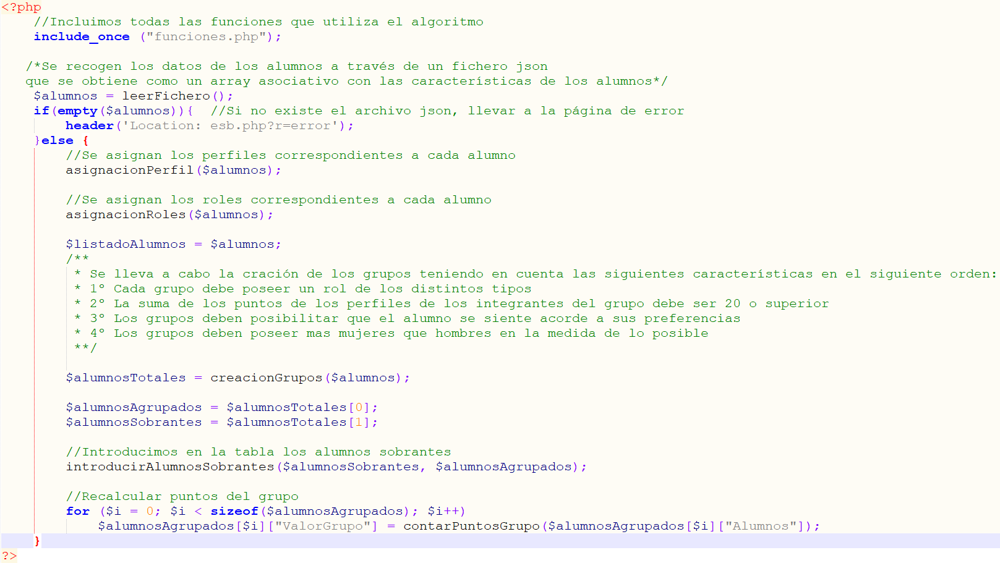 <?php
//Incluimos todas las funciones que utiliza el algoritmo
include_once ("funciones.php");
/*Se recogen los datos de los alumnos a través de un fichero json
que se obtiene como un array asociativo con las características de los alumnos*/
$alumnos = leerFichero();
if(empty($alumnos)){ //Si no existe el archivo json, llevar a la página de error
header('Location: esb.php?r=error');
}else {
//Se asignan los perfiles correspondientes a cada alumno
asignacionPerfil($alumnos);
//Se asignan los roles correspondientes a cada alumno
asignacionRoles($alumnos);
$listadoAlumnos = $alumnos;
/**
* Se lleva a cabo la cración de los grupos teniendo en cuenta las siguientes características en el siguiente orden:
* 1º Cada grupo debe poseer un rol de los distintos tipos
* 2º La suma de los puntos de los perfiles de los integrantes del grupo debe ser 20 o superior
* 3º Los grupos deben posibilitar que el alumno se siente acorde a sus preferencias
* 4º Los grupos deben poseer mas mujeres que hombres en la medida de lo posible
**/
$alumnosTotales = creacionGrupos($alumnos);
$alumnosAgrupados = $alumnosTotales[0];
$alumnosSobrantes = $alumnosTotales[1];
//Introducimos en la tabla los alumnos sobrantes
introducirAlumnosSobrantes($alumnosSobrantes, $alumnosAgrupados);
//Recalcular puntos del grupo
for ($i = 0; $i < sizeof($alumnosAgrupados); $i++)
$alumnosAgrupados[$i]["ValorGrupo"] = contarPuntosGrupo($alumnosAgrupados[$i]["Alumnos"]);
}
?>